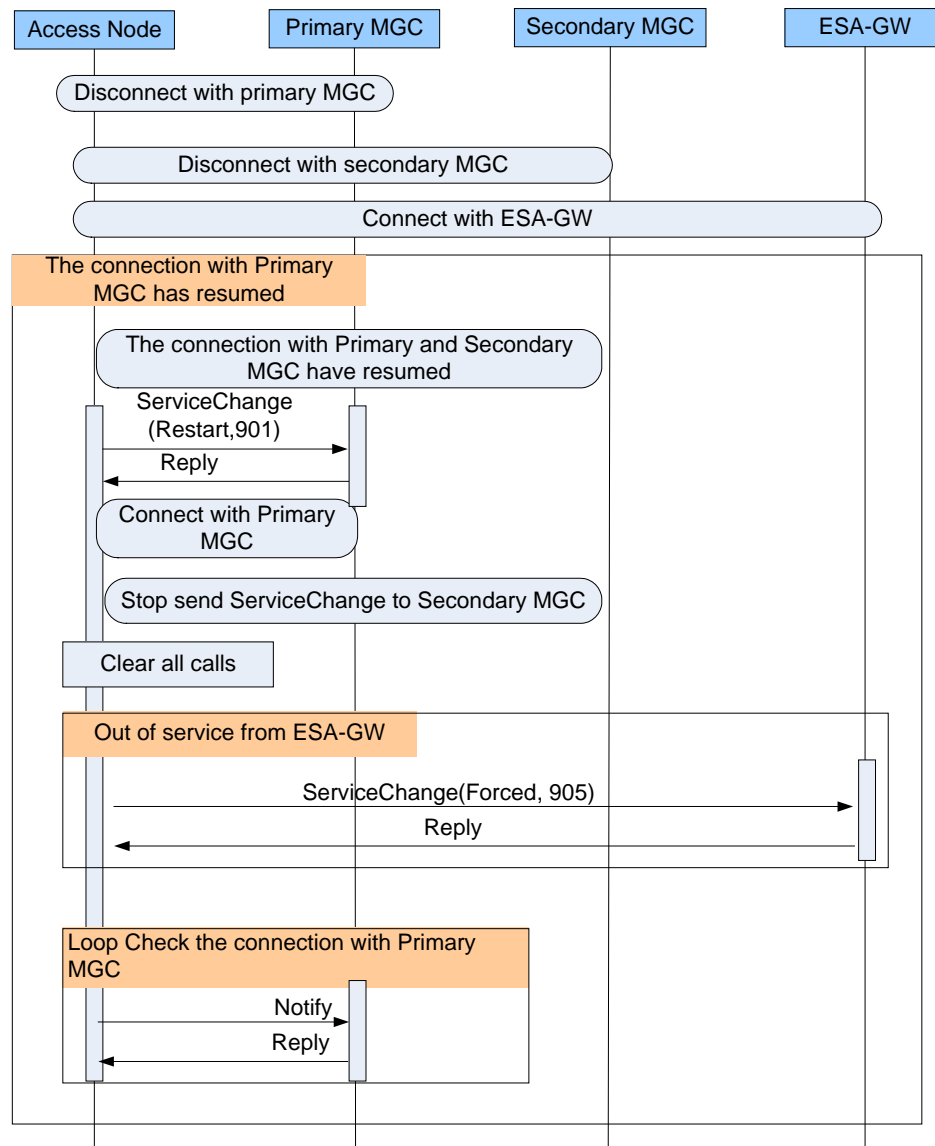 Access Node
Primary MGC
Secondary MGC
ESA-GW
Disconnect with primary MGC
Disconnect with secondary MGC
Connect with ESA-GW
The connection with Primary
MGC has resumed
The connection with Primary and Secondary
MGC have resumed
ServiceChange
(Restart,901)
Reply
Connect with Primary
MGC
Stop send ServiceChange to Secondary MGC
Clear all calls
Out of service from ESA-GW
ServiceChange(Forced, 905)
Reply
Loop Check the connection with Primary
MGC
Notify
Reply